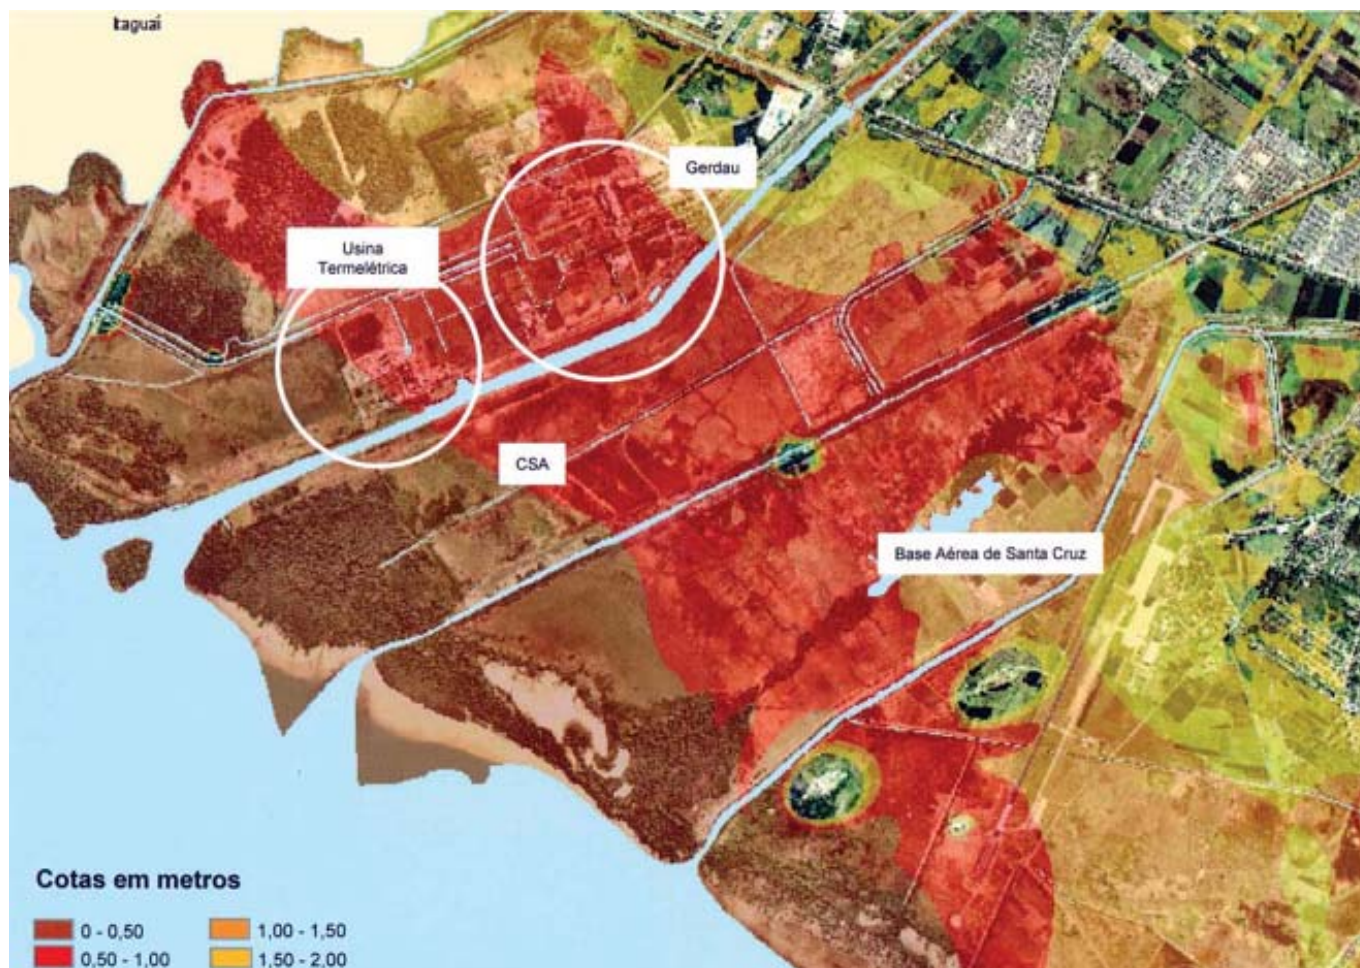 Itaguaí
Gerdau
Usina
Termelétrica
CSA
Base Aérea de Santa Cruz
Cotas em metros
0 - 0,50
1,00 - 1,50
0,50 - 1,00
1,50 - 2,00